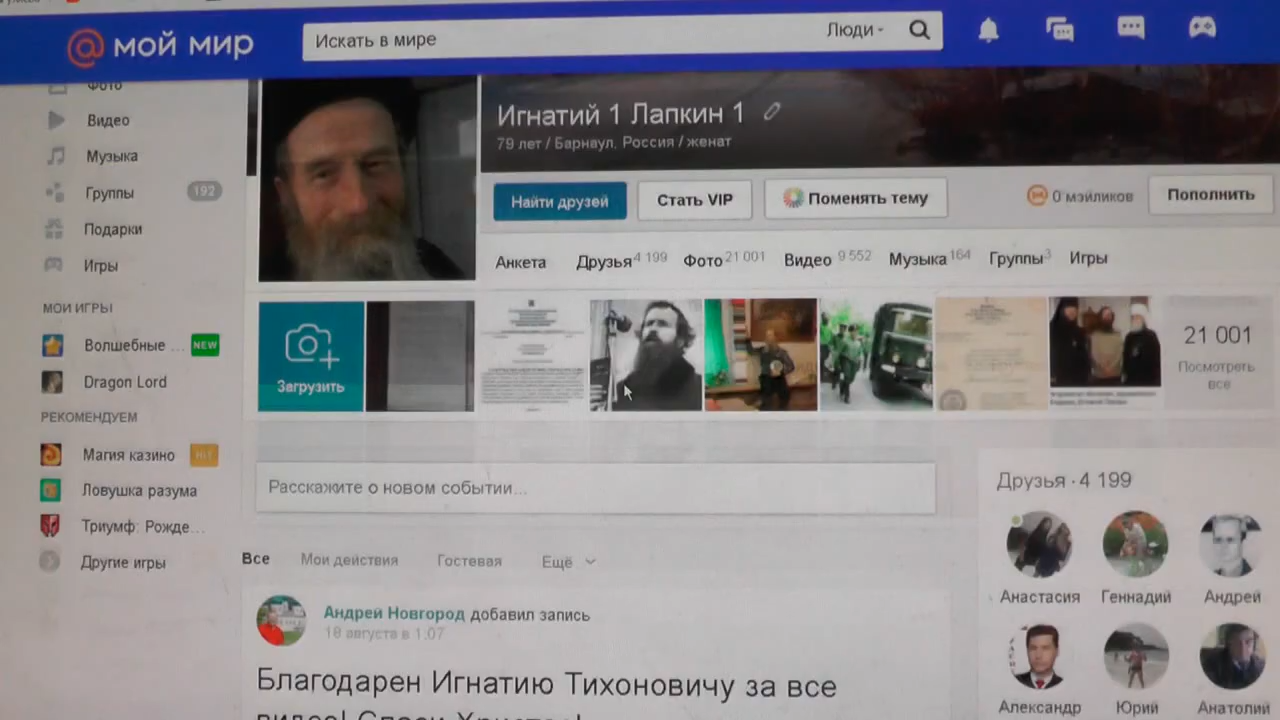 @ мой мир
Искать в мире
Люди
Фото
Видео
Музыка
Группы 192
Подарки
Игры
МОИ ИГРЫ
Волшебные ... NEW
Dragon Lord
РЕКОМЕНДУЕМ
Магия казино HIT
Ловушка разума
Триумф: Рожде...
Другие игры
Игнатий 1 Лапкин 1
79 лет / Барнаул, Россия / женат
Найти друзей
Стать VIP
Поменять тему
0 мэйликов
Пополнить
Анкета Друзья 4 199 Фото 21 001 Видео 9 552 Музыка 164 Группы 3 Игры
Загрузить
21 001
Посмотреть
все
Расскажите о новом событии...
Все Мои действия Гостевая Ещё
Андрей Новгород добавил запись
18 августа в 1:07
Благодарен Игнатию Тихоновичу за все
видео! Спаси Христос!
Друзья · 4 199
Анастасия Геннадий Андрей
Александр Юрий Анатолий